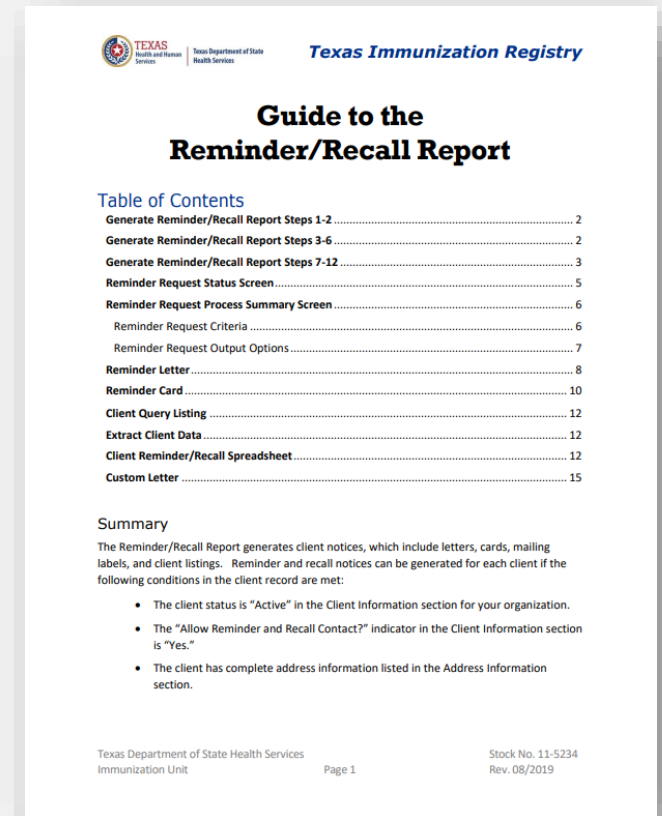 TEXAS
Health and Human
Services
Texas Department of State
Health Services
Texas Immunization Registry
Guide to the
Reminder/Recall Report
Table of Contents
Generate Reminder/Recall Report Steps 1-2 ... 2
Generate Reminder/Recall Report Steps 3-6 ... 2
Generate Reminder/Recall Report Steps 7-12 ... 3
Reminder Request Status Screen ... 5
Reminder Request Process Summary Screen ... 6
Reminder Request Criteria ... 6
Reminder Request Output Options ... 7
Reminder Letter ... 8
Reminder Card ... 10
Client Query Listing ... 12
Extract Client Data ... 12
Client Reminder/Recall Spreadsheet ... 12
Custom Letter ... 15
Summary
The Reminder/Recall Report generates client notices, which include letters, cards, mailing
labels, and client listings.   Reminder and recall notices can be generated for each client if the
following conditions in the client record are met:
• The client status is “Active” in the Client Information section for your organization.
• The “Allow Reminder and Recall Contact?” indicator in the Client Information section
is “Yes.”
• The client has complete address information listed in the Address Information
section.
Texas Department of State Health Services
Stock No. 11-5234
Immunization Unit
Page 1
Rev. 08/2019